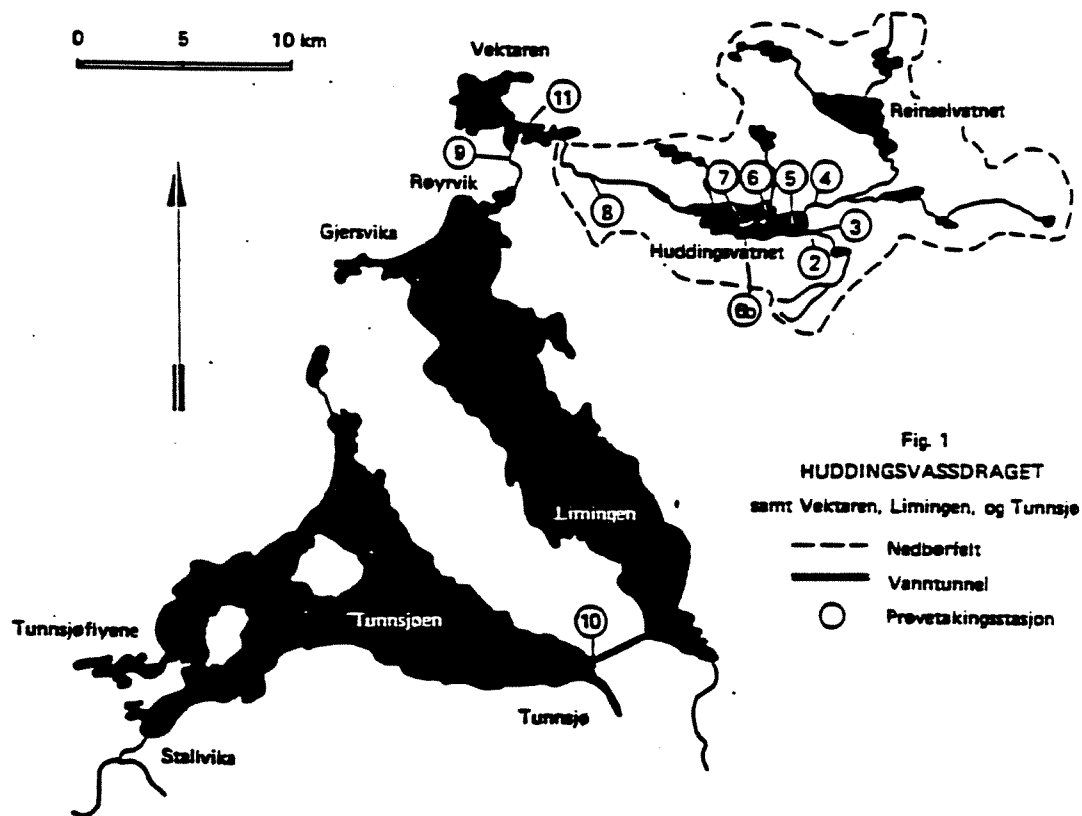 0 5 10 km
Vektaren
11
Reinselvatnet
9
Røyrvik
7 6 5 4
8
3
Gjersvika
Huddingsvatnet
2
6b
Fig. 1
HUDDINGSVASSDRAGET
samt Vektaren, Limingen, og Tunnsjø
Limingen
Nedbørfelt
Vanntunnel
Tunnsjøen
10
Prøvetakingsstasjon
Tunnsjøflyene
Tunnsjø
Stallvika